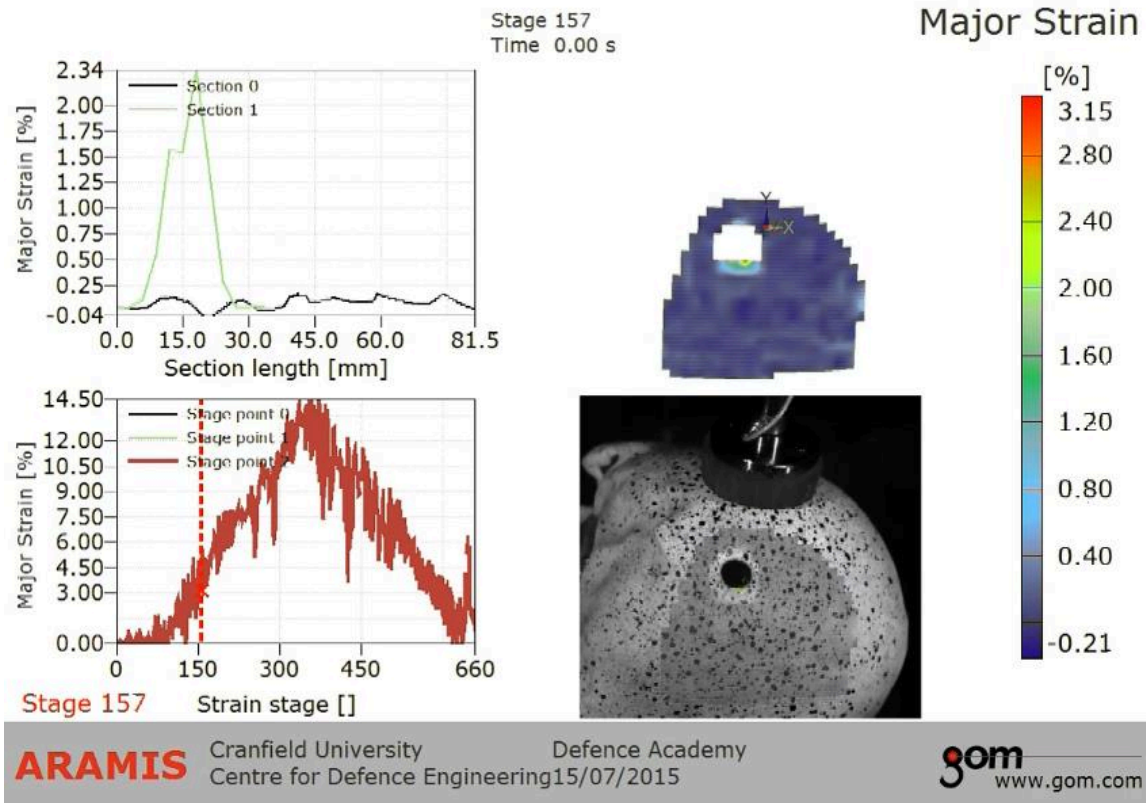 Stage 157
Time 0.00 s
Major Strain
[%]
3.15
2.80
2.40
2.00
1.60
1.20
0.80
0.40
-0.21
Major Strain [%]
2.34
2.00
1.75
1.50
1.25
1.00
0.75
0.50
0.25
-0.04
Section 0
Section 1
0.0 15.0 30.0 45.0 60.0 81.5
Section length [mm]
Y
X
Major Strain [%]
14.50
12.00
10.50
9.00
7.50
6.00
4.50
3.00
0.00
Stage point 0
Stage point 1
Stage point 2
0 150 300 450 660
Stage 157 Strain stage []
ARAMIS
Cranfield University Defence Academy
Centre for Defence Engineering 15/07/2015
gom
www.gom.com